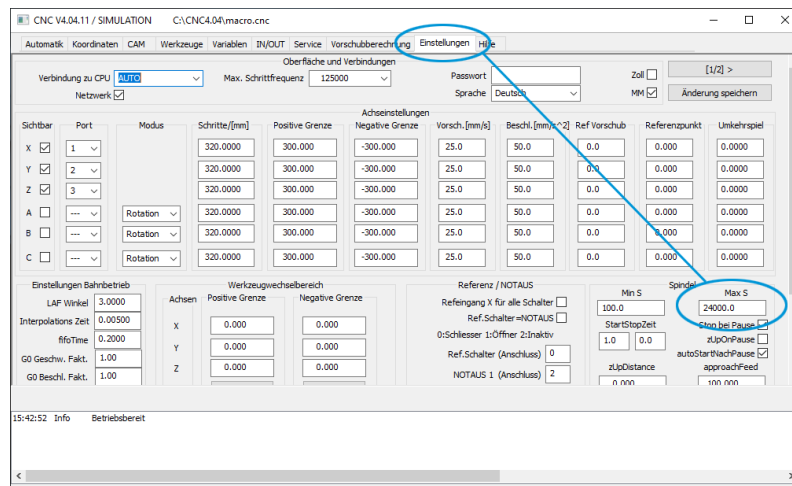 CNC V4.04.11 / SIMULATION C:\CNC4.04\macro.cnc
Automatik Koordinaten CAM Werkzeuge Variablen IN/OUT Service Vorschubberechnung Einstellungen Hilfe
Oberfläche und Verbindungen
Verbindung zu CPU AUTO Max. Schrittfrequenz 125000 Passwort Zoll [1/2] >
Netzwerk Sprache Deutsch MM Änderung speichern
Achseinstellungen
Sichtbar Port Modus Schritte/[mm] Positive Grenze Negative Grenze Vorsch.[mm/s] Beschl.[mm/s^2] Ref Vorschub Referenzpunkt Umkehrspiel
X 1 320.0000 300.000 -300.000 25.0 50.0 0.0 0.000 0.0000
Y 2 320.0000 300.000 -300.000 25.0 50.0 0.0 0.000 0.0000
Z 3 320.0000 300.000 -300.000 25.0 50.0 0.0 0.000 0.0000
A --- Rotation 320.0000 300.000 -300.000 25.0 50.0 0.0 0.000 0.0000
B --- Rotation 320.0000 300.000 -300.000 25.0 50.0 0.0 0.000 0.0000
C --- Rotation 320.0000 300.000 -300.000 25.0 50.0 0.0 0.000 0.0000
Einstellungen Bahnbetrieb
LAF Winkel 3.0000
Interpolations Zeit 0.00500
fifoTime 0.2000
G0 Geschw. Fakt. 1.00
G0 Beschl. Fakt. 1.00
Werkzeugwechselbereich
Achsen Positive Grenze Negative Grenze
X 0.000 0.000
Y 0.000 0.000
Z 0.000 0.000
Referenz / NOTAUS
Refeingang X für alle Schalter
Ref.Schalter=NOTAUS
0:Schliesser 1:Öffner 2:Inaktiv
Ref.Schalter (Anschluss) 0
NOTAUS 1 (Anschluss) 2
Spindel
Min S Max S
100.0 24000.0
StartStopZeit Ston bei Pause
1.0 0.0 zUpOnPause
autoStartNachPause
zUpDistance approachFeed
0.000 100.000
15:42:52 Info Betriebsbereit